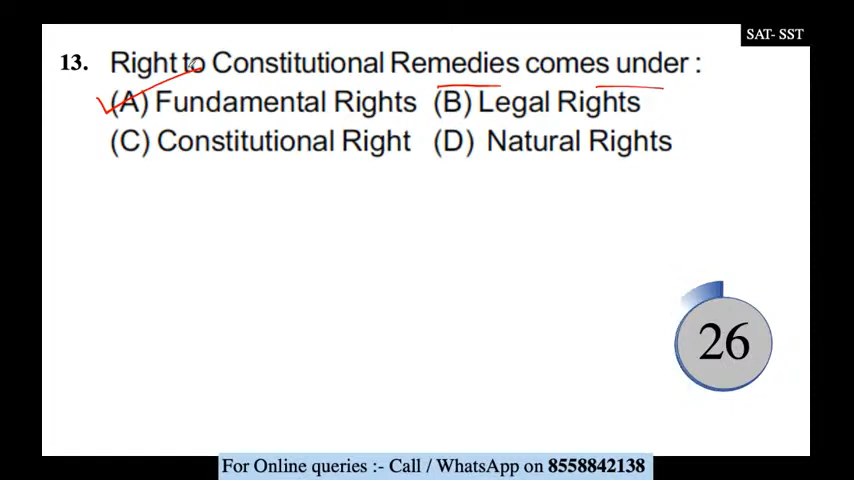 SAT- SST
13. Right to Constitutional Remedies comes under :
(A) Fundamental Rights (B) Legal Rights
(C) Constitutional Right (D) Natural Rights
26
For Online queries :- Call / WhatsApp on 8558842138